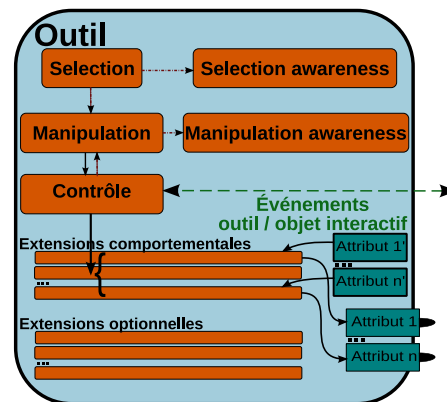 Outil
Selection
Selection awareness
Manipulation
Manipulation awareness
Contrôle
Événements
outil / objet interactif
Extensions comportementales
Attribut 1'
...
Attribut n'
...
Attribut 1
Extensions optionnelles
...
Attribut n
...